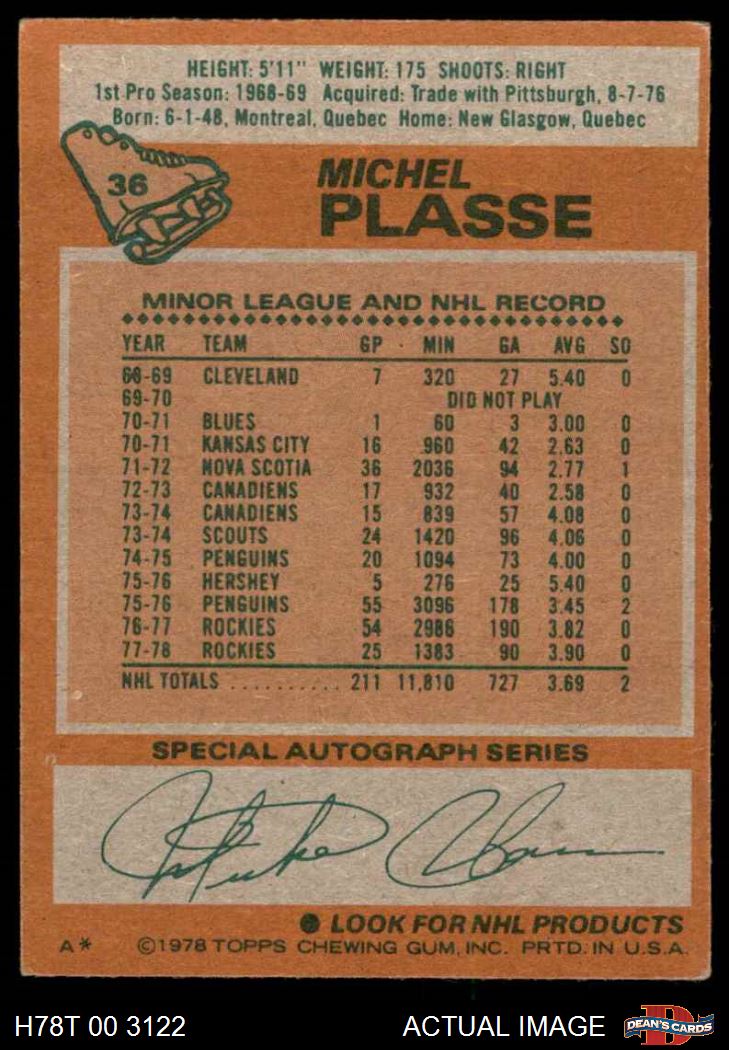 HEIGHT: 5'11" WEIGHT: 175 SHOOTS: RIGHT
1st Pro Season: 1968-69 Acquired: Trade with Pittsburgh, 8-7-76
Born: 6-1-48, Montreal, Quebec Home: New Glasgow, Quebec
36
MICHEL
PLASSE
MINOR LEAGUE AND NHL RECORD
YEAR TEAM GP MIN GA AVG SO
68-69 CLEVELAND 7 320 27 5.40 0
69-70 DID NOT PLAY
70-71 BLUES 1 60 3 3.00 0
70-71 KANSAS CITY 16 960 42 2.63 0
71-72 NOVA SCOTIA 36 2036 94 2.77 1
72-73 CANADIENS 17 932 40 2.58 0
73-74 CANADIENS 15 839 57 4.08 0
73-74 SCOUTS 24 1420 96 4.06 0
74-75 PENGUINS 20 1094 73 4.00 0
75-76 HERSHEY 5 276 25 5.40 0
75-76 PENGUINS 55 3096 178 3.45 2
76-77 ROCKIES 54 2986 190 3.82 0
77-78 ROCKIES 25 1383 90 3.90 0
NHL TOTALS .......... 211 11,810 727 3.69 2
SPECIAL AUTOGRAPH SERIES
LOOK FOR NHL PRODUCTS
A* ©1978 TOPPS CHEWING GUM, INC. PRTD. IN U.S.A.
H78T 00 3122 ACTUAL IMAGE DEAN'S CARDS